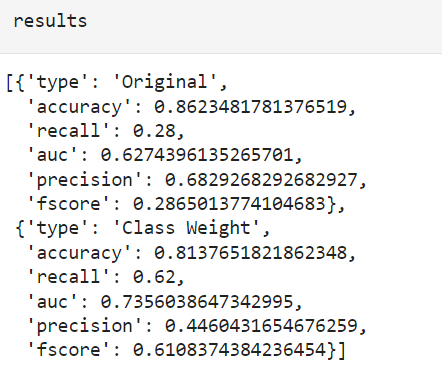 results
[{'type': 'Original',
'accuracy': 0.8623481781376519,
'recall': 0.28,
'auc': 0.6274396135265701,
'precision': 0.6829268292682927,
'fscore': 0.2865013774104683},
{'type': 'Class Weight',
'accuracy': 0.8137651821862348,
'recall': 0.62,
'auc': 0.7356038647342995,
'precision': 0.4460431654676259,
'fscore': 0.6108374384236454}]